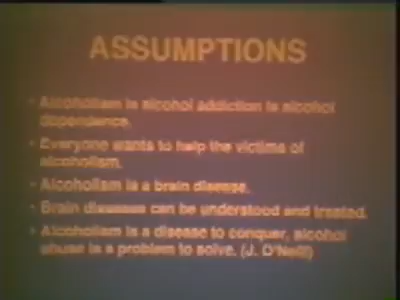 ASSUMPTIONS
• Alcoholism is alcohol addiction is alcohol
dependence.
• Everyone wants to help the victims of
alcoholism.
• Alcoholism is a brain disease.
• Brain diseases can be understood and treated.
• Alcoholism is a disease to conquer, alcohol
abuse is a problem to solve. (J. O'Neill)